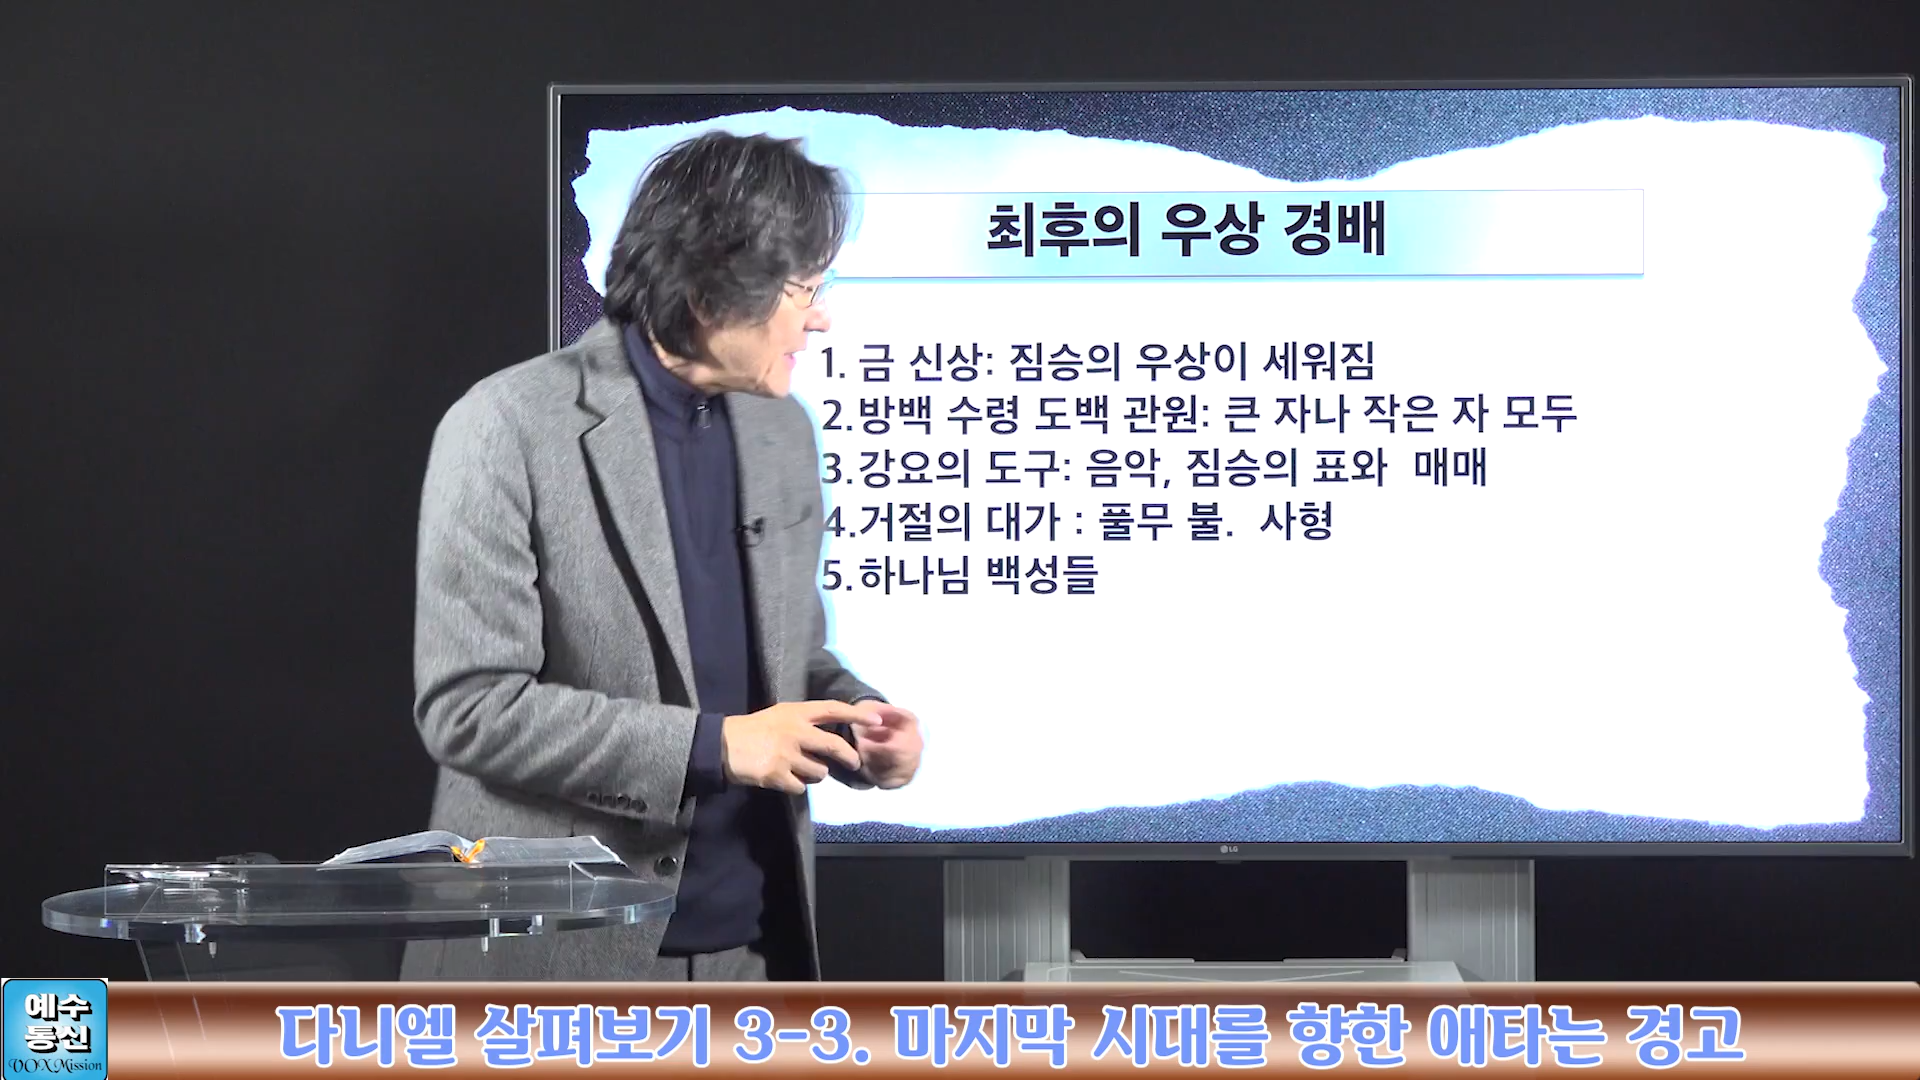 최후의 우상 경배
1. 금 신상: 짐승의 우상이 세워짐
2.방백 수령 도백 관원: 큰 자나 작은 자 모두
3.강요의 도구: 음악, 짐승의 표와 매매
4.거절의 대가 : 풀무 불. 사형
5.하나님 백성들
LG
예수
통신
VOX Mission
다니엘 살펴보기 3-3. 마지막 시대를 향한 애타는 경고